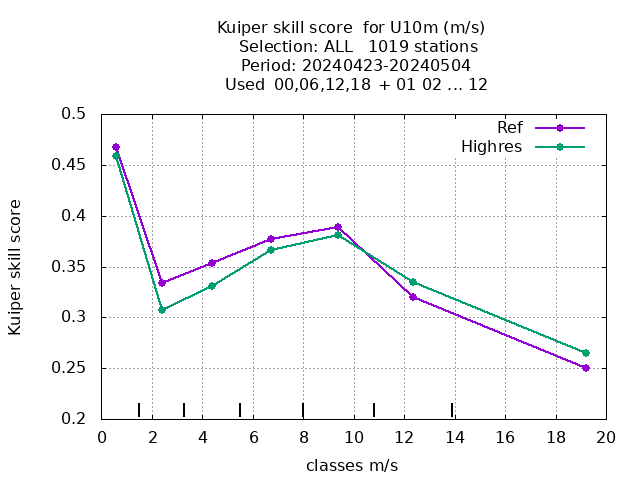 Kuiper skill score  for U10m (m/s)
Selection: ALL   1019 stations
Period: 20240423-20240504
Used  00,06,12,18 + 01 02 ... 12
Ref
Highres
0.5
0.45
0.4
0.35
0.3
0.25
0.2
Kuiper skill score
0 2 4 6 8 10 12 14 16 18 20
classes m/s